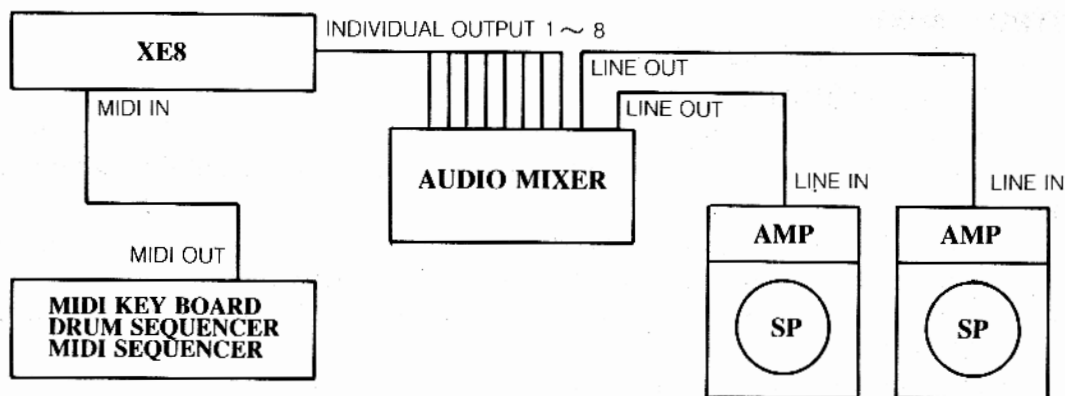 XE8
INDIVIDUAL OUTPUT 1～8
LINE OUT
MIDI IN
LINE OUT
AUDIO MIXER
LINE IN
LINE IN
AMP
AMP
MIDI OUT
MIDI KEY BOARD
DRUM SEQUENCER
MIDI SEQUENCER
SP
SP